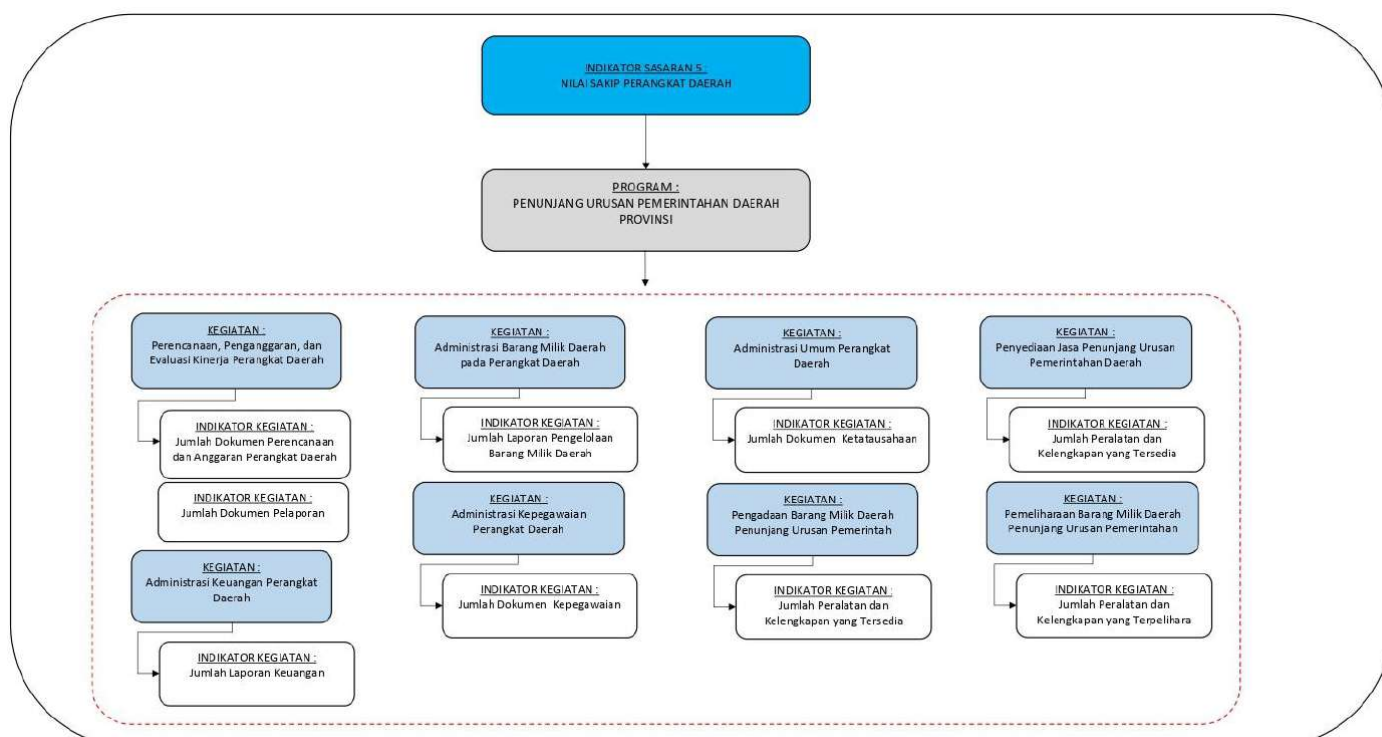 INDIKATOR SASARAN 5 :
NILAI SAKIP PERANGKAT DAERAH
PROGRAM :
PENUNJANG URUSAN PEMERINTAHAN DAERAH
PROVINSI
KEGIATAN :
Perencanaan, Penganggaran, dan
Evaluasi Kinerja Perangkat Daerah
INDIKATOR KEGIATAN :
Jumlah Dokumen Perencanaan
dan Anggaran Perangkat Daerah
INDIKATOR KEGIATAN :
Jumlah Dokumen Pelaporan
KEGIATAN :
Administrasi Keuangan Perangkat
Daerah
INDIKATOR KEGIATAN :
Jumlah Laporan Keuangan
KEGIATAN :
Administrasi Barang Milik Daerah
pada Perangkat Daerah
INDIKATOR KEGIATAN :
Jumlah Laporan Pengelolaan
Barang Milik Daerah
KEGIATAN :
Administrasi Kepegawaian
Perangkat Daerah
INDIKATOR KEGIATAN :
Jumlah Dokumen Kepegawaian
KEGIATAN :
Administrasi Umum Perangkat
Daerah
INDIKATOR KEGIATAN :
Jumlah Dokumen Ketatausahaan
KEGIATAN :
Pengadaan Barang Milik Daerah
Penunjang Urusan Pemerintah
INDIKATOR KEGIATAN :
Jumlah Peralatan dan
Kelengkapan yang Tersedia
KEGIATAN :
Penyediaan Jasa Penunjang Urusan
Pemerintahan Daerah
INDIKATOR KEGIATAN :
Jumlah Peralatan dan
Kelengkapan yang Tersedia
KEGIATAN :
Pemeliharaan Barang Milik Daerah
Penunjang Urusan Pemerintahan
INDIKATOR KEGIATAN :
Jumlah Peralatan dan
Kelengkapan yang Terpelihara